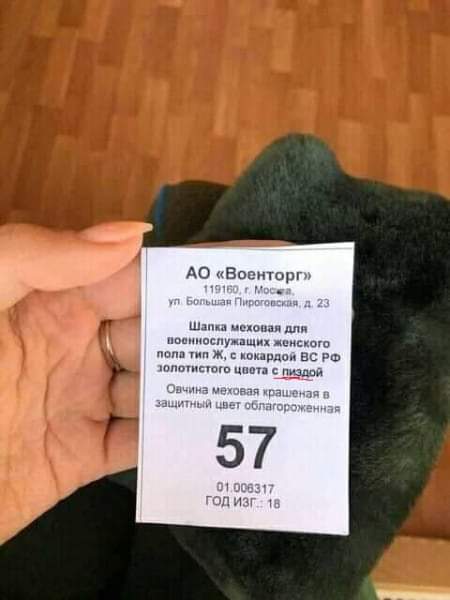 АО «Военторг»
119160, г. Москва,
ул. Большая Пироговская, д. 23
Шапка меховая для
военнослужащих женского
пола тип Ж, с кокардой ВС РФ
золотистого цвета с пиздой
Овчина меховая крашеная в
защитный цвет облагороженная
57
01.006317
ГОД ИЗГ.: 18